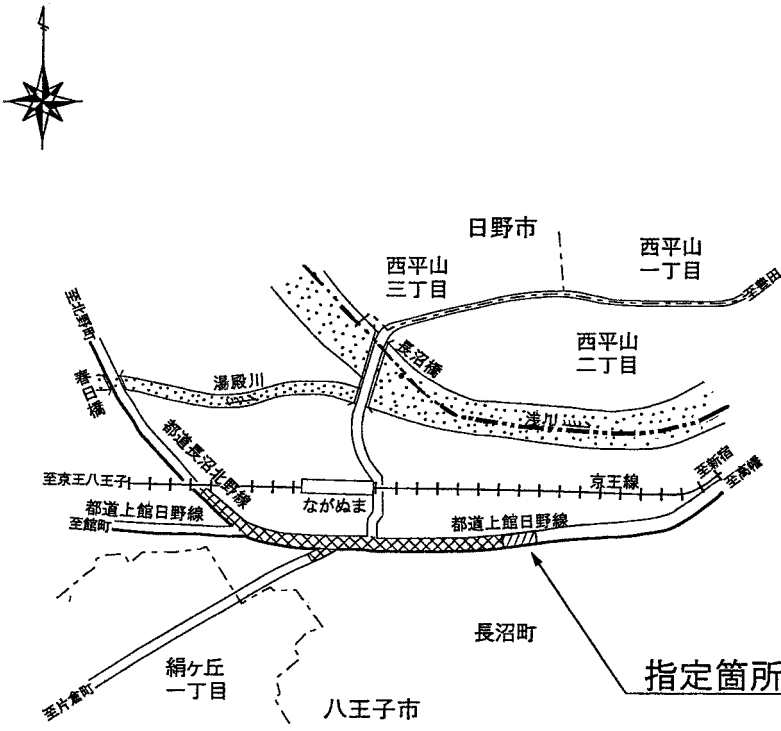 日野市
西平山
一丁目
西平山
三丁目
至豊田
至北野町
西平山
二丁目
長沼橋
春日橋
湯殿川
浅川
都道長沼北野線
至新宿
至京王八王子
京王線
至高幡
ながぬま
都道上館日野線
至館町
都道上館日野線
長沼町
指定箇所
絹ケ丘
一丁目
至片倉町
八王子市